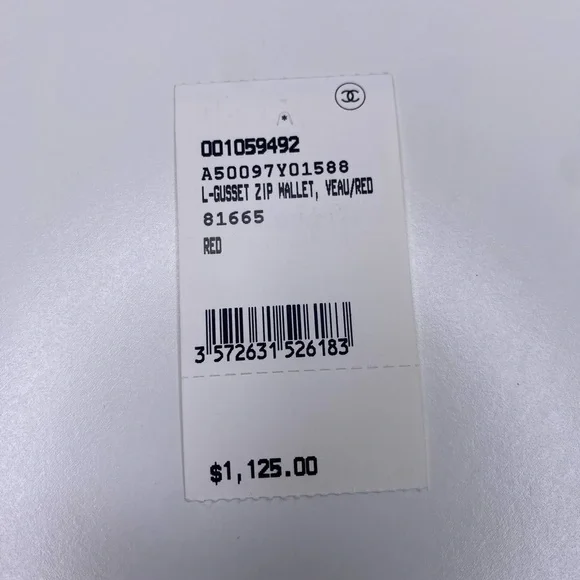 001059492
A50097Y01588
L-GUSSET ZIP WALLET, VEAU/RED
81665
RED
3 572631 526183
$1,125.00